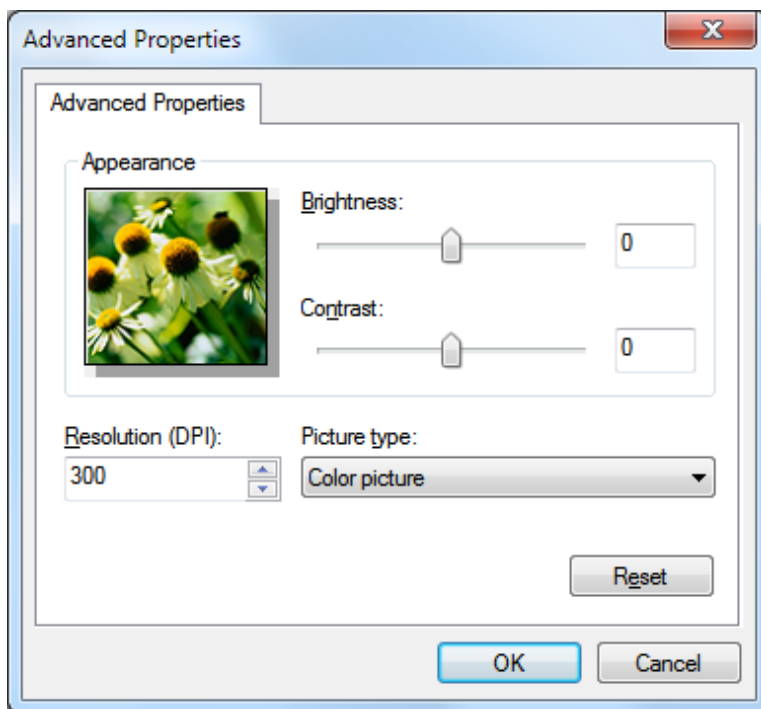 Advanced Properties
Advanced Properties
Appearance
Brightness:
0
Contrast:
0
Resolution (DPI):
Picture type:
300
Color picture
Reset
OK
Cancel